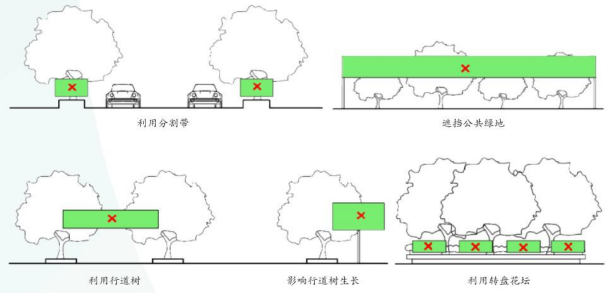 利用分割带
遮挡公共绿地
利用行道树
影响行道树生长
利用转盘花坛